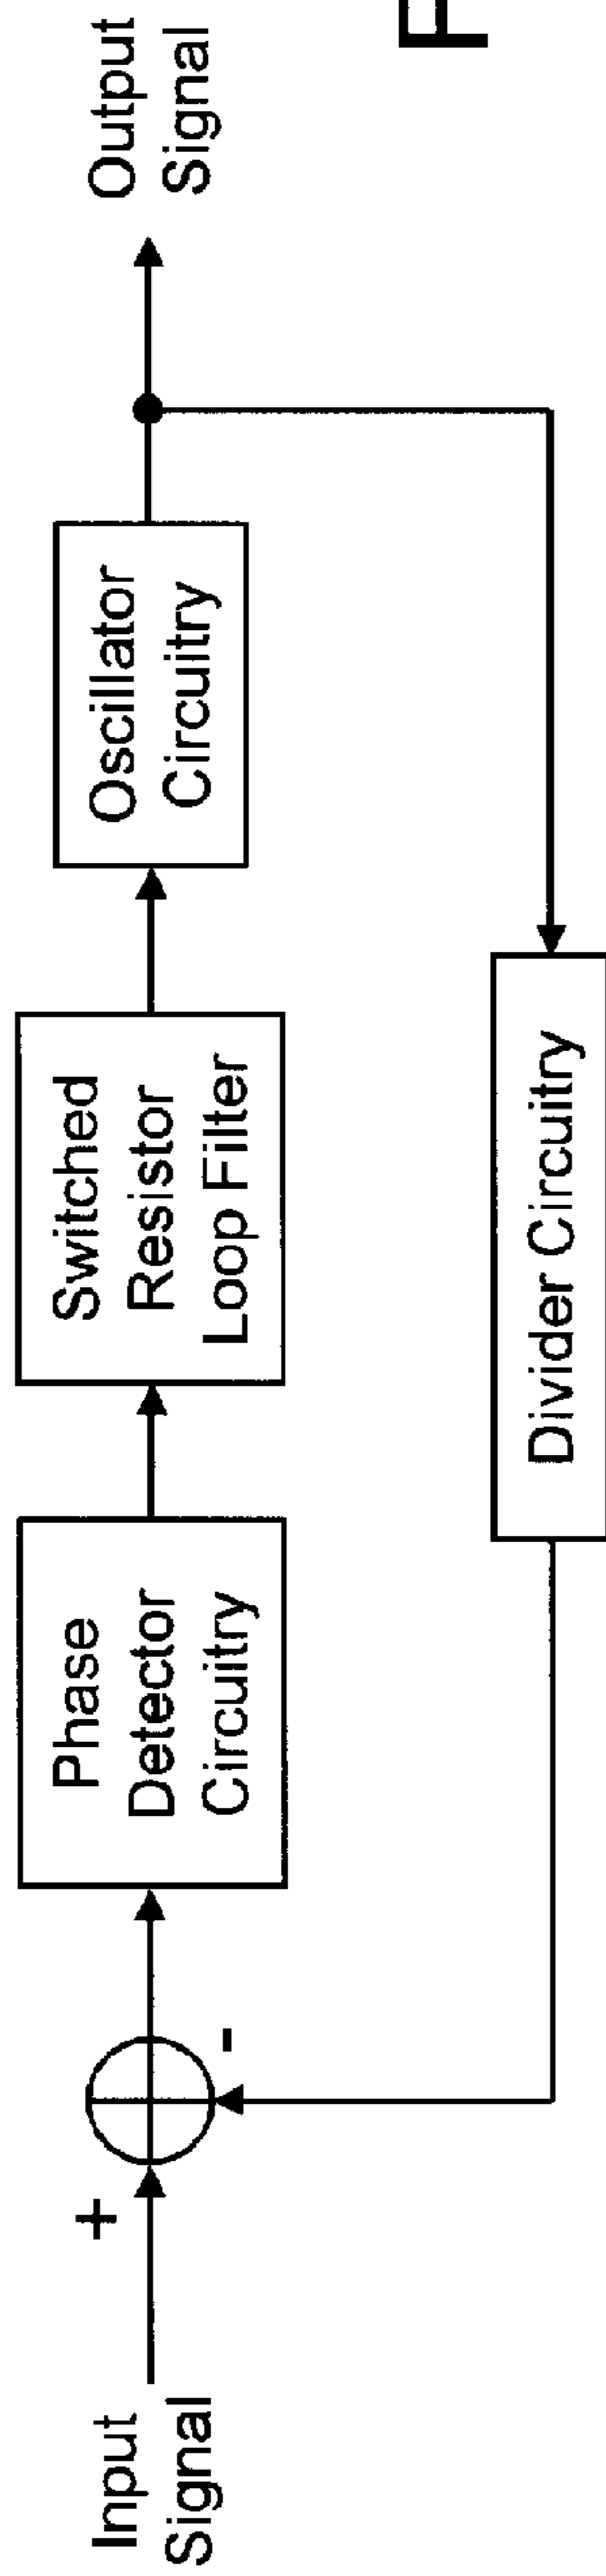 Input
Signal
+
-
Phase
Detector
Circuitry
Switched
Resistor
Loop Filter
Oscillator
Circuitry
Output
Signal
Divider Circuitry